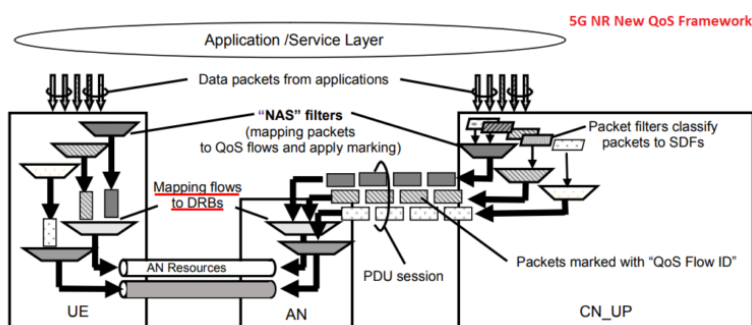 5G NR New QoS Framework
Application /Service Layer
Data packets from applications
“NAS” filters
(mapping packets
to QoS flows and apply marking)
Packet filters classify
packets to SDFs
Mapping flows
to DRBs
AN Resources
PDU session
Packets marked with “QoS Flow ID”
UE
AN
CN_UP